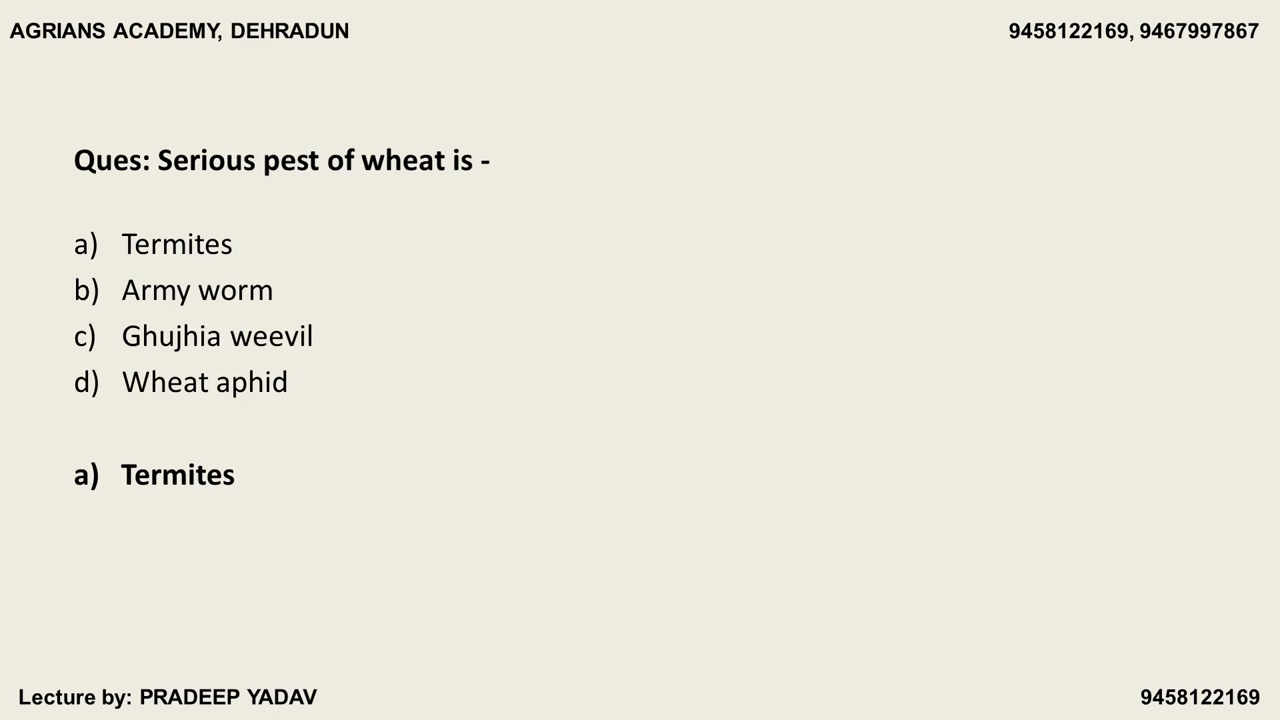 AGRIANS ACADEMY, DEHRADUN 9458122169, 9467997867
Ques: Serious pest of wheat is -
a) Termites
b) Army worm
c) Ghujhia weevil
d) Wheat aphid
a) Termites
Lecture by: PRADEEP YADAV 9458122169